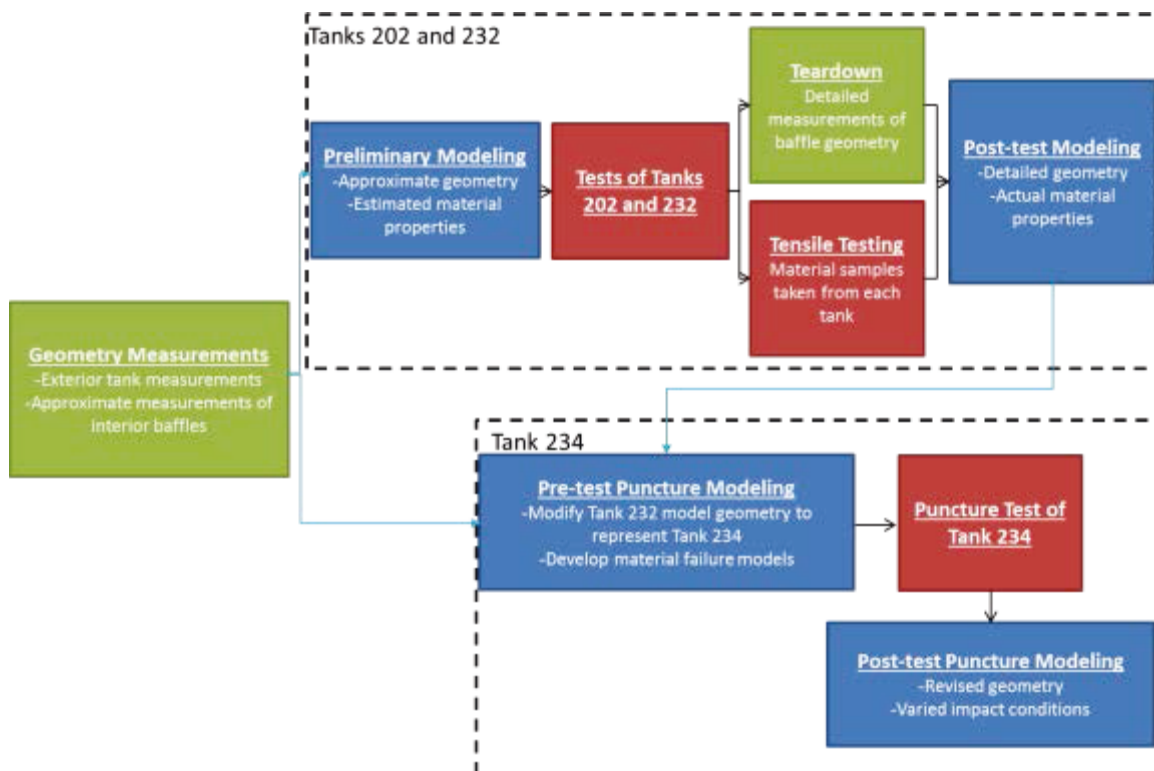 Tanks 202 and 232
Teardown
Detailed
measurements of
baffle geometry
Preliminary Modeling
-Approximate geometry
-Estimated material
properties
Tests of Tanks
202 and 232
Post-test Modeling
-Detailed geometry
-Actual material
properties
Tensile Testing
Material samples
taken from each
tank
Geometry Measurements
-Exterior tank measurements
-Approximate measurements of
interior baffles
Tank 234
Pre-test Puncture Modeling
-Modify Tank 232 model geometry to
represent Tank 234
-Develop material failure models
Puncture Test of
Tank 234
Post-test Puncture Modeling
-Revised geometry
-Varied impact conditions